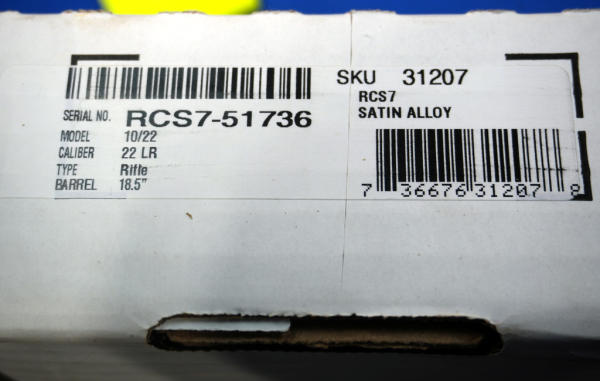 SERIAL NO. RCS7-51736
MODEL 10/22
CALIBER 22 LR
TYPE Rifle
BARREL 18.5"
SKU 31207
RCS7
SATIN ALLOY
7 36676 31207 8